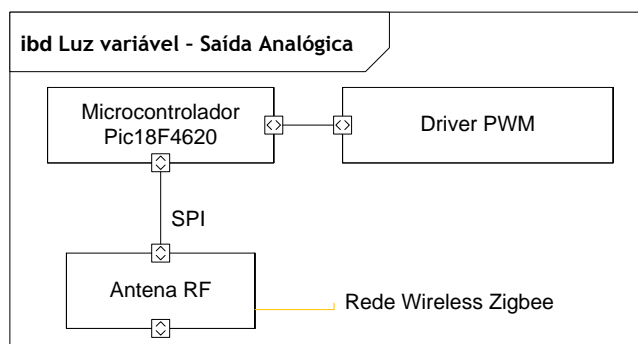 ibd Luz variável - Saída Analógica
Microcontrolador
Pic18F4620
Driver PWM
SPI
Antena RF
Rede Wireless Zigbee